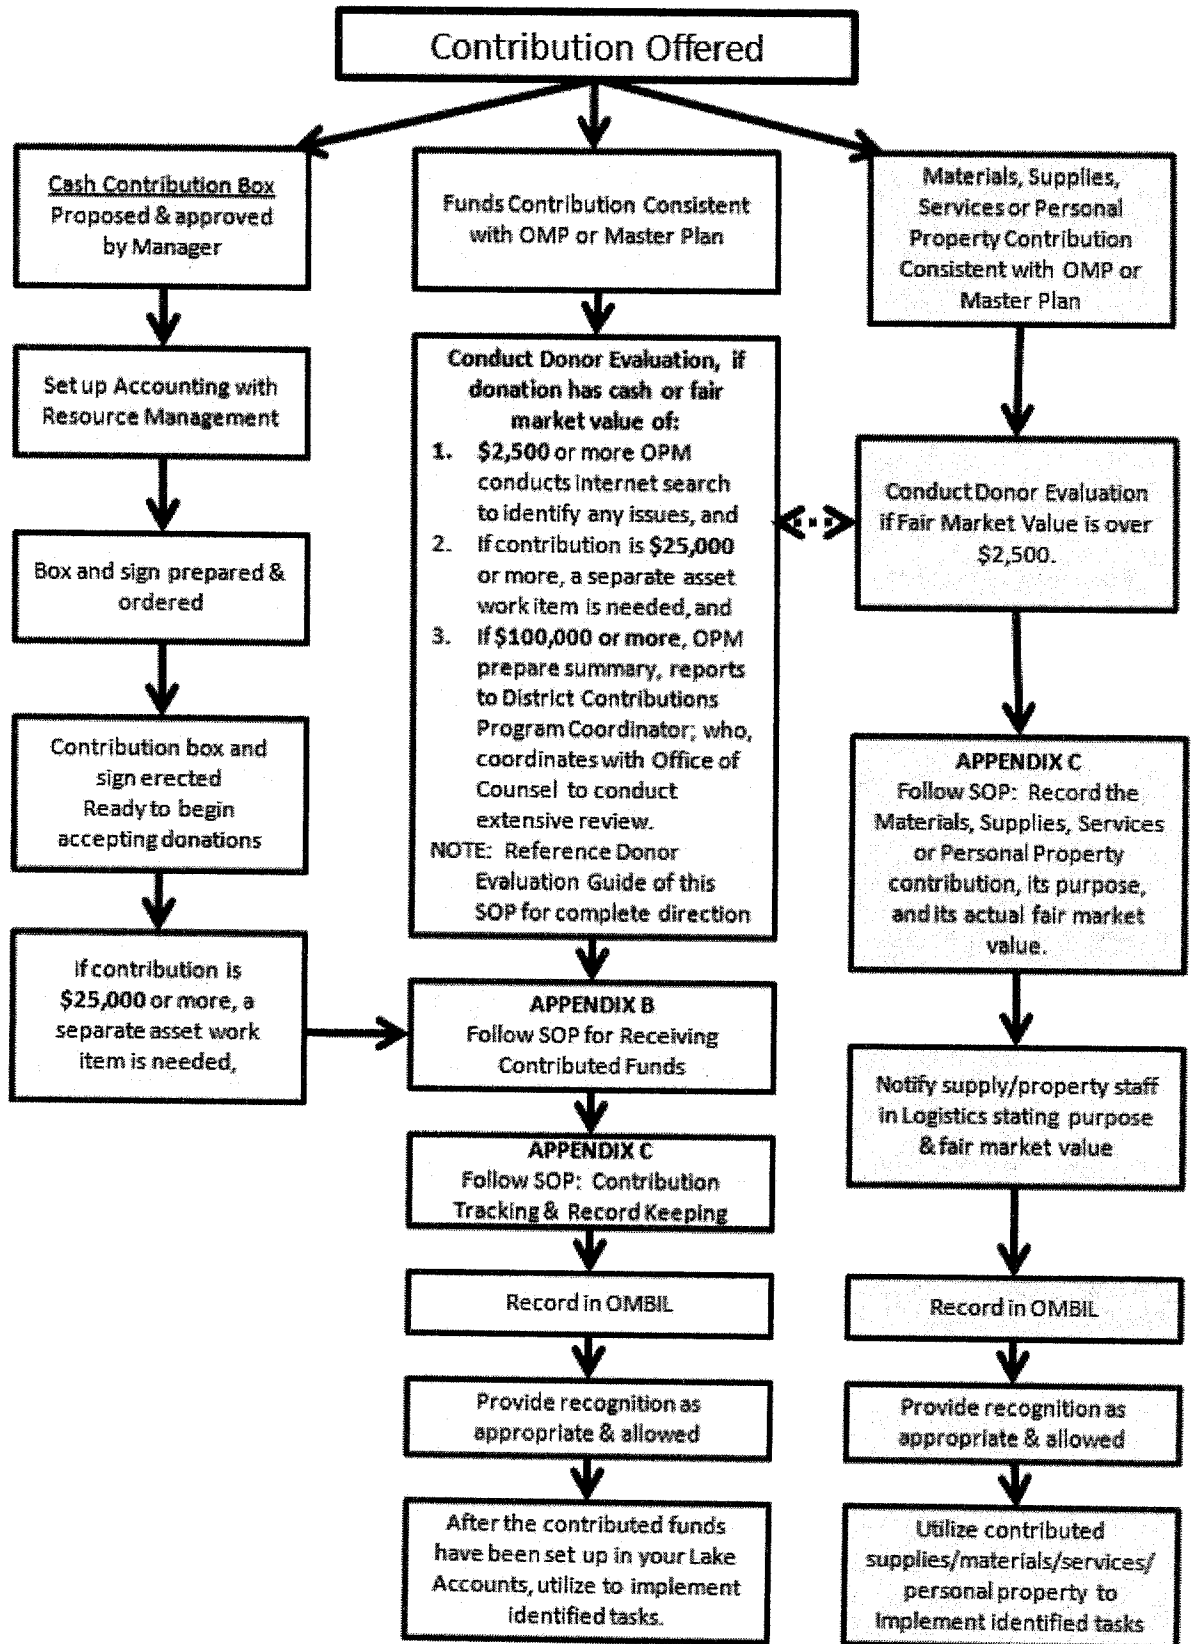 Contribution Offered
Cash Contribution Box
Proposed & approved
by Manager
Set up Accounting with
Resource Management
Box and sign prepared &
ordered
Contribution box and
sign erected
Ready to begin
accepting donations
If contribution is
$25,000 or more, a
separate asset work
item is needed,
Funds Contribution Consistent
with OMP or Master Plan
Conduct Donor Evaluation, if
donation has cash or fair
market value of:
1. $2,500 or more OPM
conducts internet search
to identify any issues, and
2. If contribution is $25,000
or more, a separate asset
work item is needed, and
3. If $100,000 or more, OPM
prepare summary, reports
to District Contributions
Program Coordinator; who,
coordinates with Office of
Counsel to conduct
extensive review.
NOTE: Reference Donor
Evaluation Guide of this
SOP for complete direction
APPENDIX B
Follow SOP for Receiving
Contributed Funds
APPENDIX C
Follow SOP: Contribution
Tracking & Record Keeping
Record in OMBIL
Provide recognition as
appropriate & allowed
After the contributed funds
have been set up in your Lake
Accounts, utilize to implement
identified tasks.
Materials, Supplies,
Services or Personal
Property Contribution
Consistent with OMP or
Master Plan
Conduct Donor Evaluation
if Fair Market Value is over
$2,500.
APPENDIX C
Follow SOP: Record the
Materials, Supplies, Services
or Personal Property
contribution, its purpose,
and its actual fair market
value.
Notify supply/property staff
in Logistics stating purpose
& fair market value
Record in OMBIL
Provide recognition as
appropriate & allowed
Utilize contributed
supplies/materials/services/
personal property to
Implement identified tasks